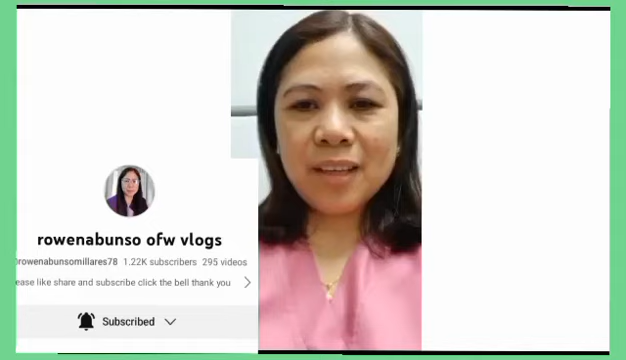 rowenabunso ofw vlogs
rowenabunsomillares78 1.22K subscribers 295 videos
ease like share and subscribe click the bell thank you
Subscribed